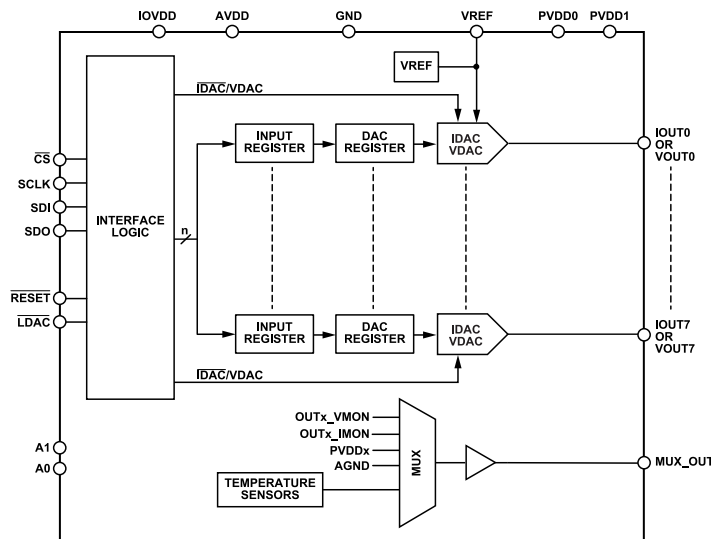 IOVDD
AVDD
GND
VREF
PVDD0
PVDD1
VREF
IDAC/VDAC
INPUT
REGISTER
DAC
REGISTER
IDAC
VDAC
IOUT0
OR
VOUT0
CS
SCLK
SDI
SDO
INTERFACE
LOGIC
n
RESET
LDAC
INPUT
REGISTER
DAC
REGISTER
IDAC
VDAC
IOUT7
OR
VOUT7
IDAC/VDAC
A1
A0
OUTx_VMON
OUTx_IMON
PVDDx
AGND
TEMPERATURE
SENSORS
MUX
MUX_OUT